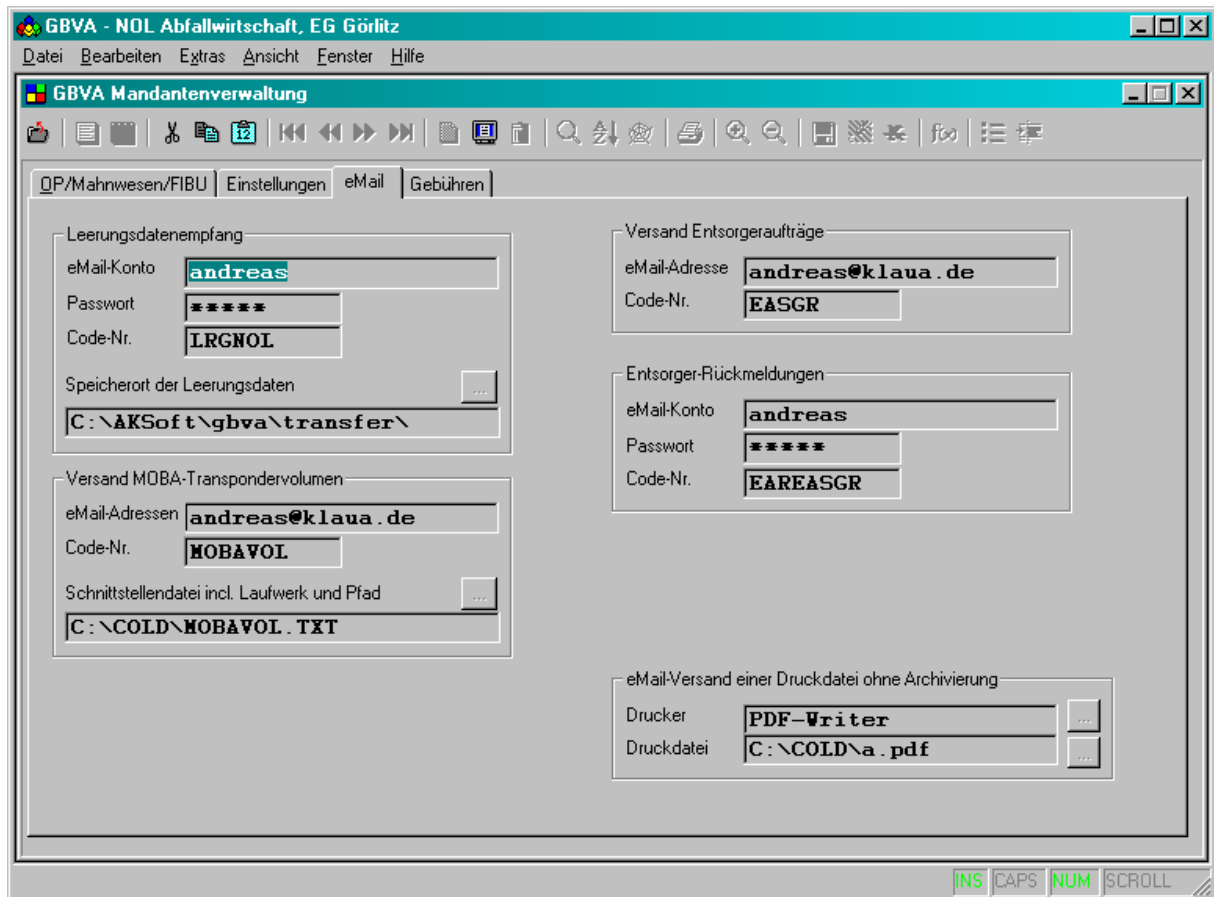 GBVA - NOL Abfallwirtschaft, EG Görlitz
Datei Bearbeiten Extras Ansicht Fenster Hilfe
GBVA Mandantenverwaltung
12
f(x)
OP/Mahnwesen/FIBU Einstellungen eMail Gebühren
Leerungsdatenempfang
eMail-Konto andreas
Passwort *****
Code-Nr. LRGNOL
Speicherort der Leerungsdaten ...
C:\AKSoft\gbva\transfer\
Versand MOBA-Transpondervolumen
eMail-Adressen andreas@klaua.de
Code-Nr. MOBAVOL
Schnittstellendatei incl. Laufwerk und Pfad ...
C:\COLD\MOBAVOL.TXT
Versand Entsorgeraufträge
eMail-Adresse andreas@klaua.de
Code-Nr. EASGR
Entsorger-Rückmeldungen
eMail-Konto andreas
Passwort *****
Code-Nr. EAREASGR
eMail-Versand einer Druckdatei ohne Archivierung
Drucker PDF-Writer ...
Druckdatei C:\COLD\a.pdf ...
INS CAPS NUM SCROLL